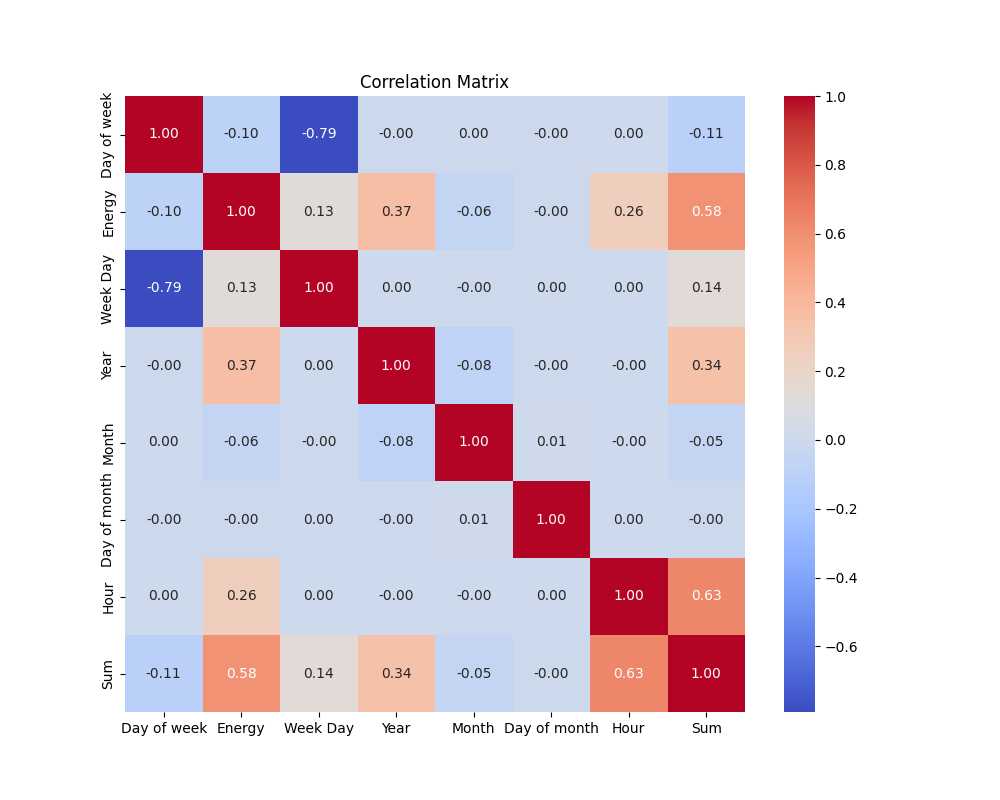 Correlation Matrix
Day of week 1.00 -0.10 -0.79 -0.00 0.00 -0.00 0.00 -0.11
Energy -0.10 1.00 0.13 0.37 -0.06 -0.00 0.26 0.58
Week Day -0.79 0.13 1.00 0.00 -0.00 0.00 0.00 0.14
Year -0.00 0.37 0.00 1.00 -0.08 -0.00 -0.00 0.34
Month 0.00 -0.06 -0.00 -0.08 1.00 0.01 -0.00 -0.05
Day of month -0.00 -0.00 0.00 -0.00 0.01 1.00 0.00 -0.00
Hour 0.00 0.26 0.00 -0.00 -0.00 0.00 1.00 0.63
Sum -0.11 0.58 0.14 0.34 -0.05 -0.00 0.63 1.00
Day of week Energy Week Day Year Month Day of month Hour Sum
1.0
0.8
0.6
0.4
0.2
0.0
−0.2
−0.4
−0.6